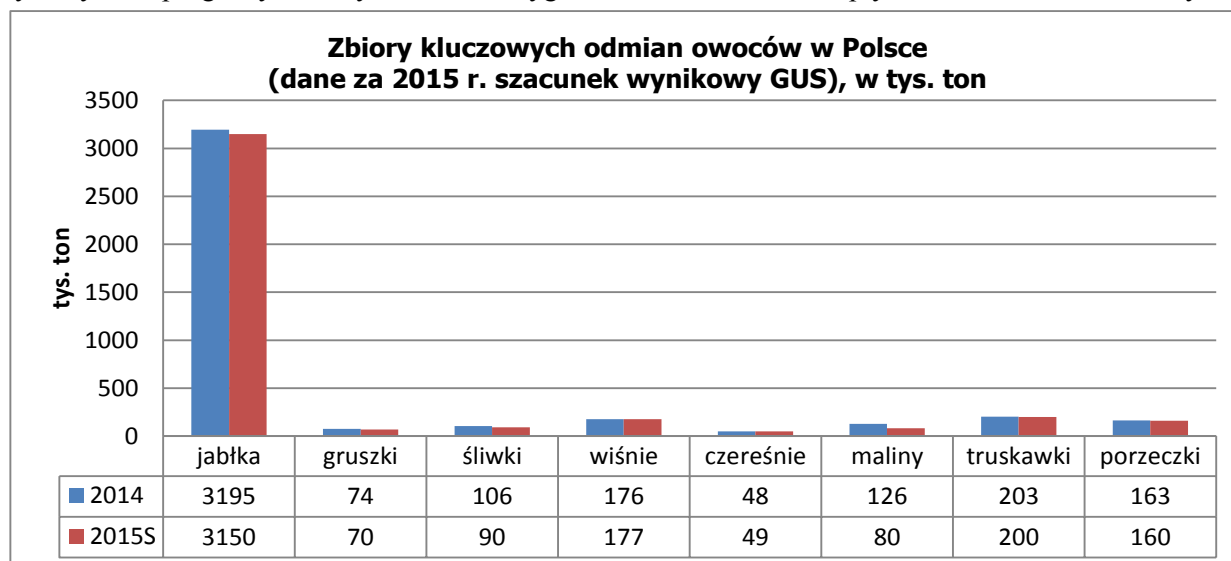 Zbiory kluczowych odmian owoców w Polsce
(dane za 2015 r. szacunek wynikowy GUS), w tys. ton
tys. ton
3500
3000
2500
2000
1500
1000
500
0
jabłka gruszki śliwki wiśnie czereśnie maliny truskawki porzeczki
2014 3195 74 106 176 48 126 203 163
2015S 3150 70 90 177 49 80 200 160